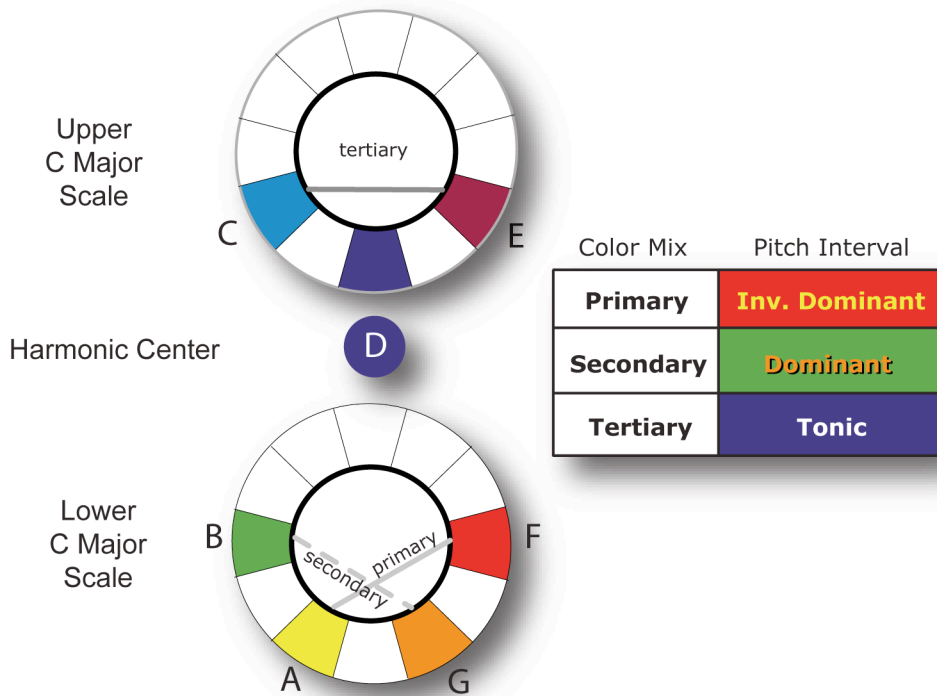 Upper
C Major
Scale
tertiary
C
E
Harmonic Center
D
Color Mix
Pitch Interval
Primary
Inv. Dominant
Secondary
Dominant
Tertiary
Tonic
Lower
C Major
Scale
B
F
primary
secondary
A
G